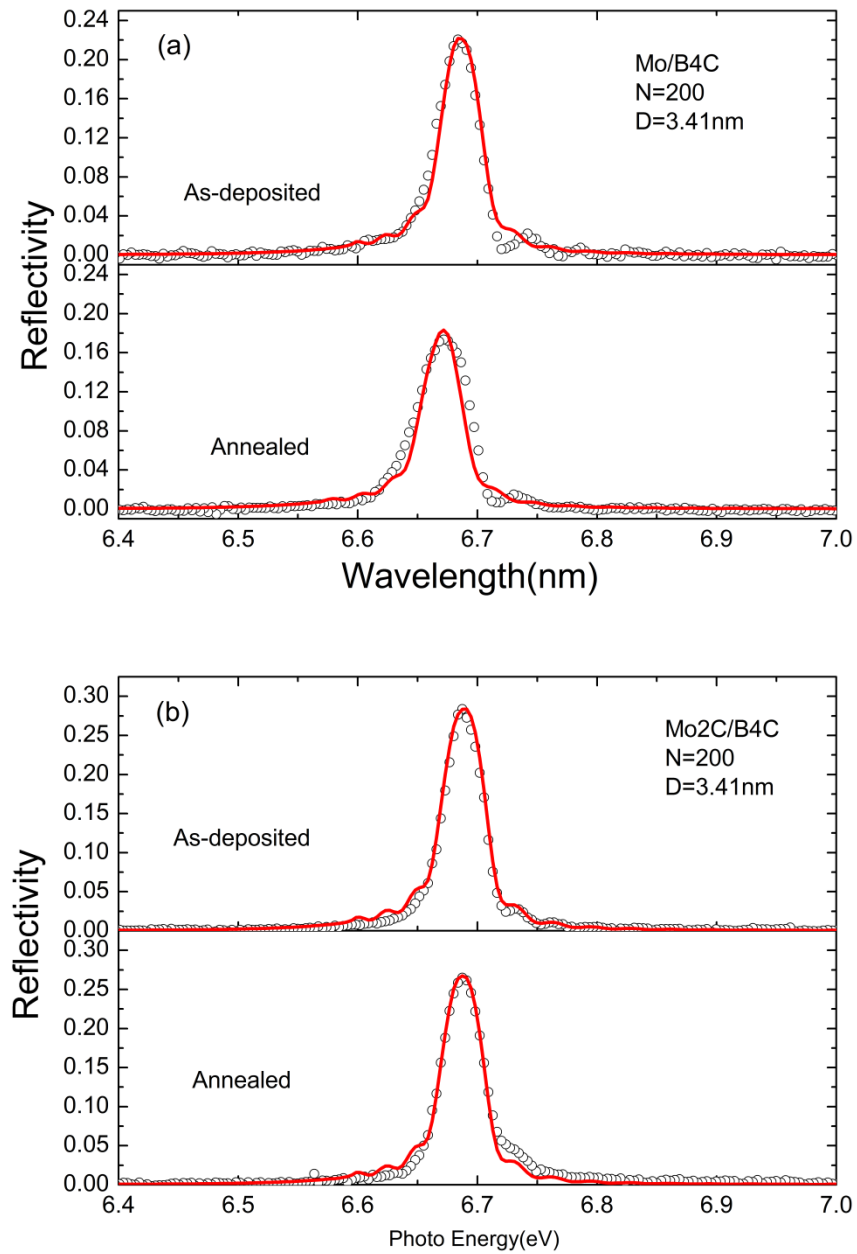 (a)
Mo/B4C
N=200
D=3.41nm
As-deposited
0.24
0.20
0.16
0.12
0.08
0.04
0.00
Reflectivity
Annealed
0.24
0.20
0.16
0.12
0.08
0.04
0.00
6.4 6.5 6.6 6.7 6.8 6.9 7.0
Wavelength(nm)
(b)
Mo2C/B4C
N=200
D=3.41nm
As-deposited
0.30
0.25
0.20
0.15
0.10
0.05
0.00
Reflectivity
Annealed
0.30
0.25
0.20
0.15
0.10
0.05
0.00
6.4 6.5 6.6 6.7 6.8 6.9 7.0
Photo Energy(eV)